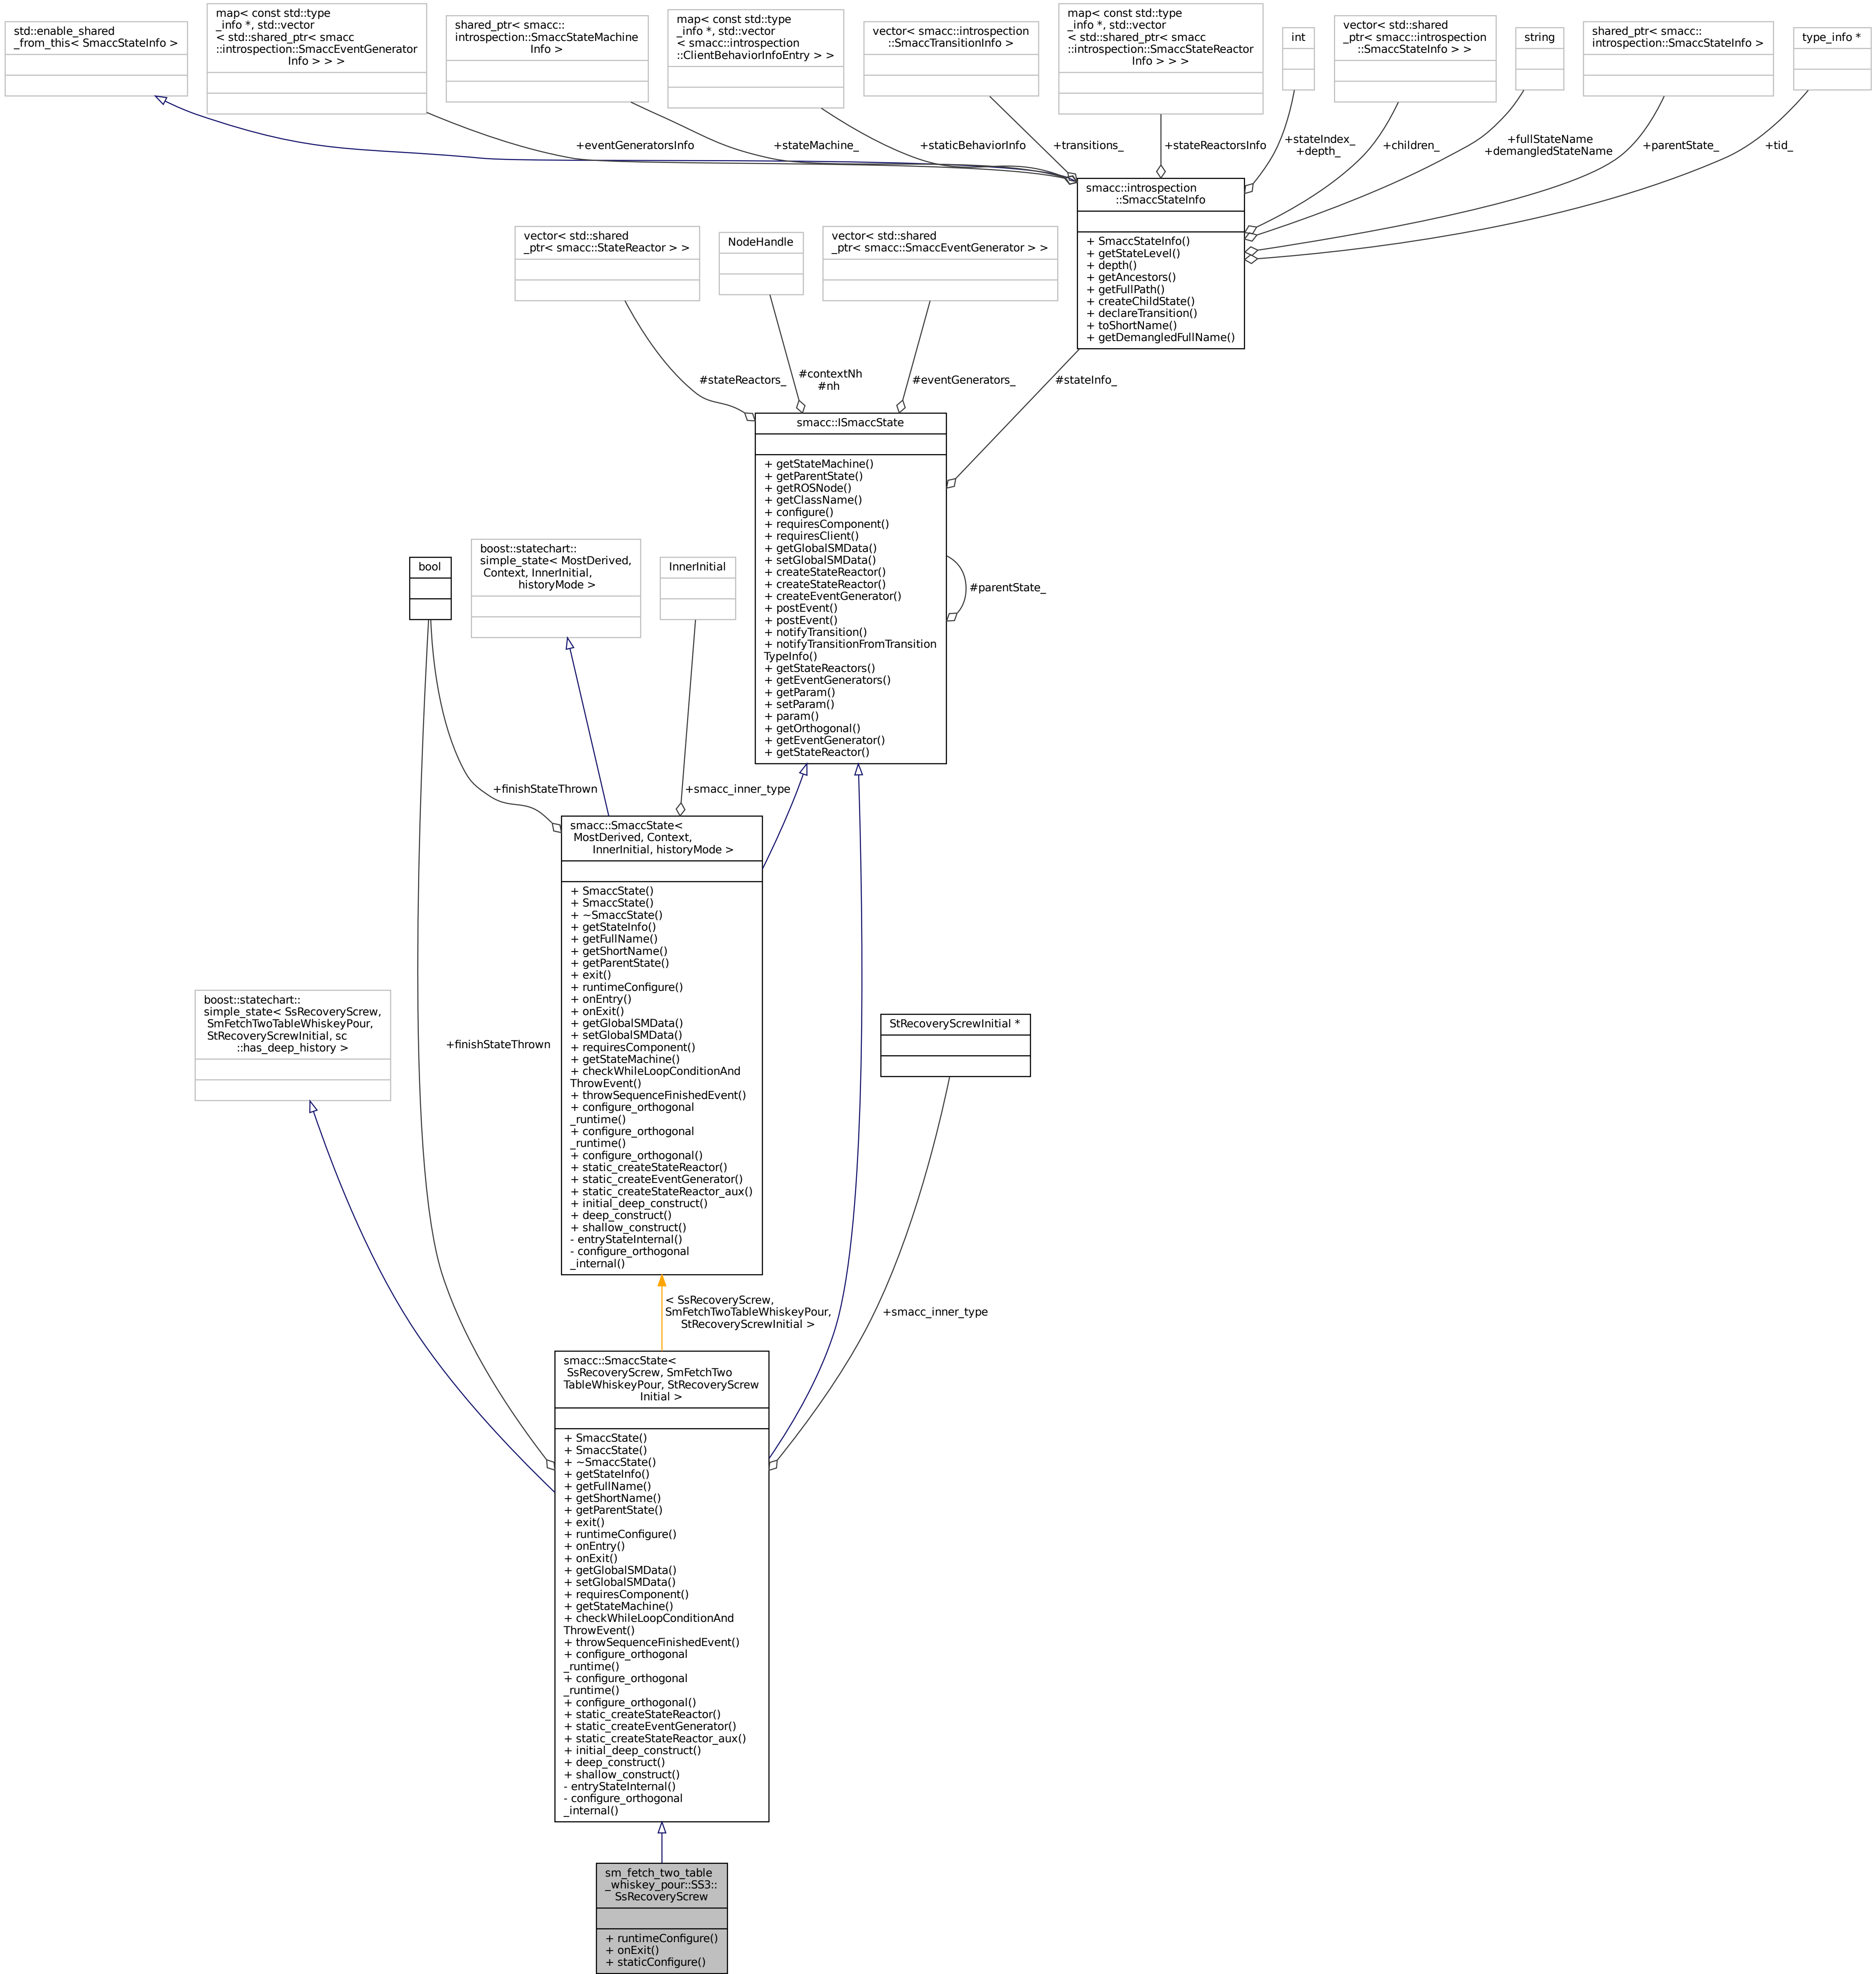 std::enable_shared
_from_this< SmaccStateInfo >
map< const std::type
_info *, std::vector
< std::shared_ptr< smacc
::introspection::SmaccEventGenerator
Info > > >
shared_ptr< smacc::
introspection::SmaccStateMachine
Info >
map< const std::type
_info *, std::vector
< smacc::introspection
::ClientBehaviorInfoEntry > >
vector< smacc::introspection
::SmaccTransitionInfo >
map< const std::type
_info *, std::vector
< std::shared_ptr< smacc
::introspection::SmaccStateReactor
Info > > >
int
vector< std::shared
_ptr< smacc::introspection
::SmaccStateInfo > >
string
shared_ptr< smacc::
introspection::SmaccStateInfo >
type_info *
+eventGeneratorsInfo
+stateMachine_
+staticBehaviorInfo
+transitions_
+stateReactorsInfo
+stateIndex_
+depth_
+children_
+fullStateName
+demangledStateName
+parentState_
+tid_
smacc::introspection
::SmaccStateInfo
+ SmaccStateInfo()
+ getStateLevel()
+ depth()
+ getAncestors()
+ getFullPath()
+ createChildState()
+ declareTransition()
+ toShortName()
+ getDemangledFullName()
vector< std::shared
_ptr< smacc::StateReactor > >
NodeHandle
vector< std::shared
_ptr< smacc::SmaccEventGenerator > >
#stateReactors_
#contextNh
#nh
#eventGenerators_
#stateInfo_
smacc::ISmaccState
+ getStateMachine()
+ getParentState()
+ getROSNode()
+ getClassName()
+ configure()
+ requiresComponent()
+ requiresClient()
+ getGlobalSMData()
+ setGlobalSMData()
+ createStateReactor()
+ createStateReactor()
+ createEventGenerator()
+ postEvent()
+ postEvent()
+ notifyTransition()
+ notifyTransitionFromTransition
TypeInfo()
+ getStateReactors()
+ getEventGenerators()
+ getParam()
+ setParam()
+ param()
+ getOrthogonal()
+ getEventGenerator()
+ getStateReactor()
#parentState_
bool
boost::statechart::
simple_state< MostDerived,
Context, InnerInitial,
historyMode >
InnerInitial
+finishStateThrown
+smacc_inner_type
smacc::SmaccState<
MostDerived, Context,
InnerInitial, historyMode >
+ SmaccState()
+ SmaccState()
+ ~SmaccState()
+ getStateInfo()
+ getFullName()
+ getShortName()
+ getParentState()
+ exit()
+ runtimeConfigure()
+ onEntry()
+ onExit()
+ getGlobalSMData()
+ setGlobalSMData()
+ requiresComponent()
+ getStateMachine()
+ checkWhileLoopConditionAnd
ThrowEvent()
+ throwSequenceFinishedEvent()
+ configure_orthogonal
_runtime()
+ configure_orthogonal
_runtime()
+ configure_orthogonal()
+ static_createStateReactor()
+ static_createEventGenerator()
+ static_createStateReactor_aux()
+ initial_deep_construct()
+ deep_construct()
+ shallow_construct()
- entryStateInternal()
- configure_orthogonal
_internal()
boost::statechart::
simple_state< SsRecoveryScrew,
SmFetchTwoTableWhiskeyPour,
StRecoveryScrewInitial, sc
::has_deep_history >
+finishStateThrown
StRecoveryScrewInitial *
< SsRecoveryScrew,
SmFetchTwoTableWhiskeyPour,
StRecoveryScrewInitial >
+smacc_inner_type
smacc::SmaccState<
SsRecoveryScrew, SmFetchTwo
TableWhiskeyPour, StRecoveryScrew
Initial >
+ SmaccState()
+ SmaccState()
+ ~SmaccState()
+ getStateInfo()
+ getFullName()
+ getShortName()
+ getParentState()
+ exit()
+ runtimeConfigure()
+ onEntry()
+ onExit()
+ getGlobalSMData()
+ setGlobalSMData()
+ requiresComponent()
+ getStateMachine()
+ checkWhileLoopConditionAnd
ThrowEvent()
+ throwSequenceFinishedEvent()
+ configure_orthogonal
_runtime()
+ configure_orthogonal
_runtime()
+ configure_orthogonal()
+ static_createStateReactor()
+ static_createEventGenerator()
+ static_createStateReactor_aux()
+ initial_deep_construct()
+ deep_construct()
+ shallow_construct()
- entryStateInternal()
- configure_orthogonal
_internal()
sm_fetch_two_table
_whiskey_pour::SS3::
SsRecoveryScrew
+ runtimeConfigure()
+ onExit()
+ staticConfigure()